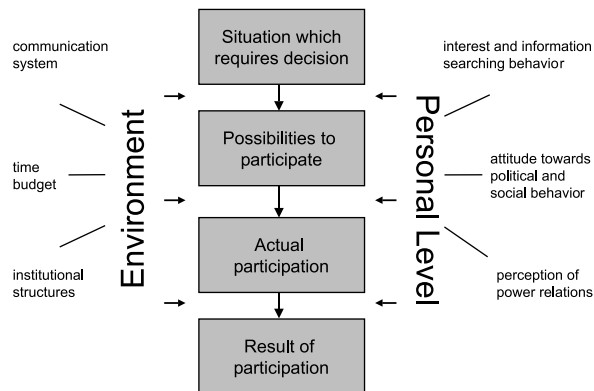 communication
system
time
budget
institutional
structures
Environment
Situation which
requires decision
Possibilities to
participate
Actual
participation
Result of
participation
Personal Level
interest and information
searching behavior
attitude towards
political and
social behavior
perception of
power relations